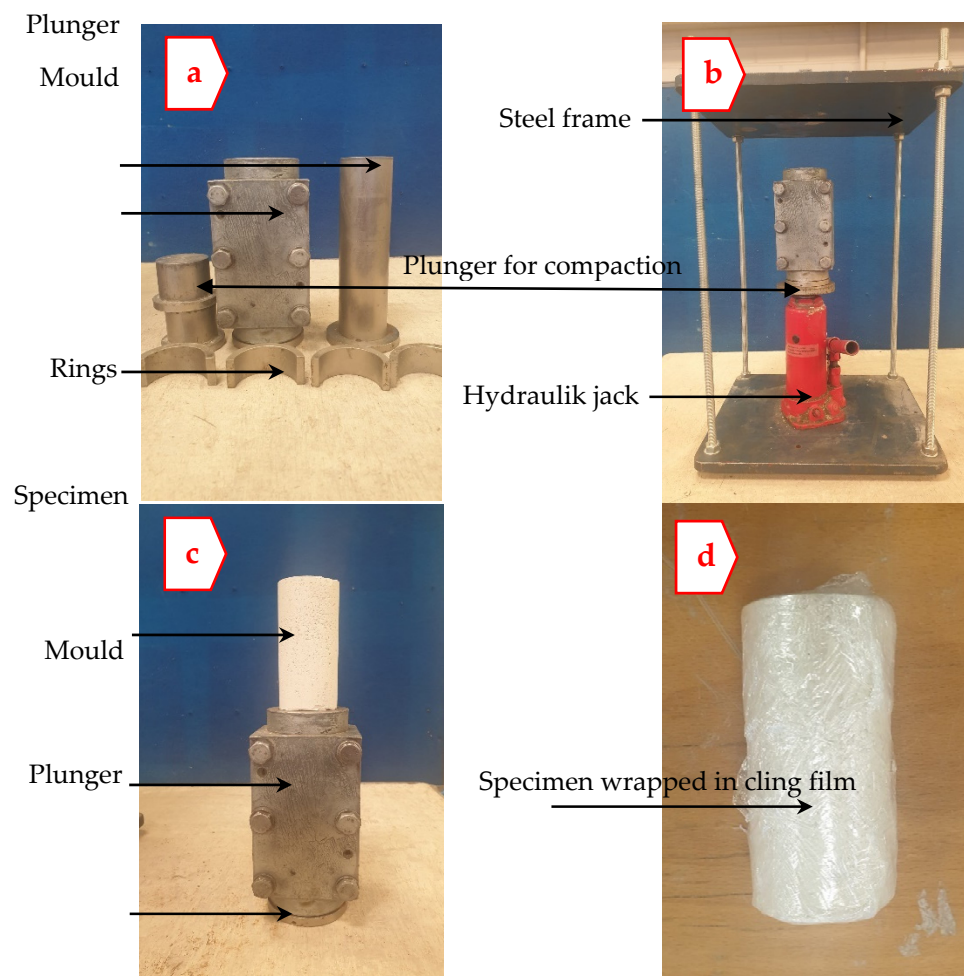 Plunger
Mould
a
b
Steel frame
Plunger for compaction
Rings
Hydraulik jack
Specimen
c
d
Mould
Plunger
Specimen wrapped in cling film